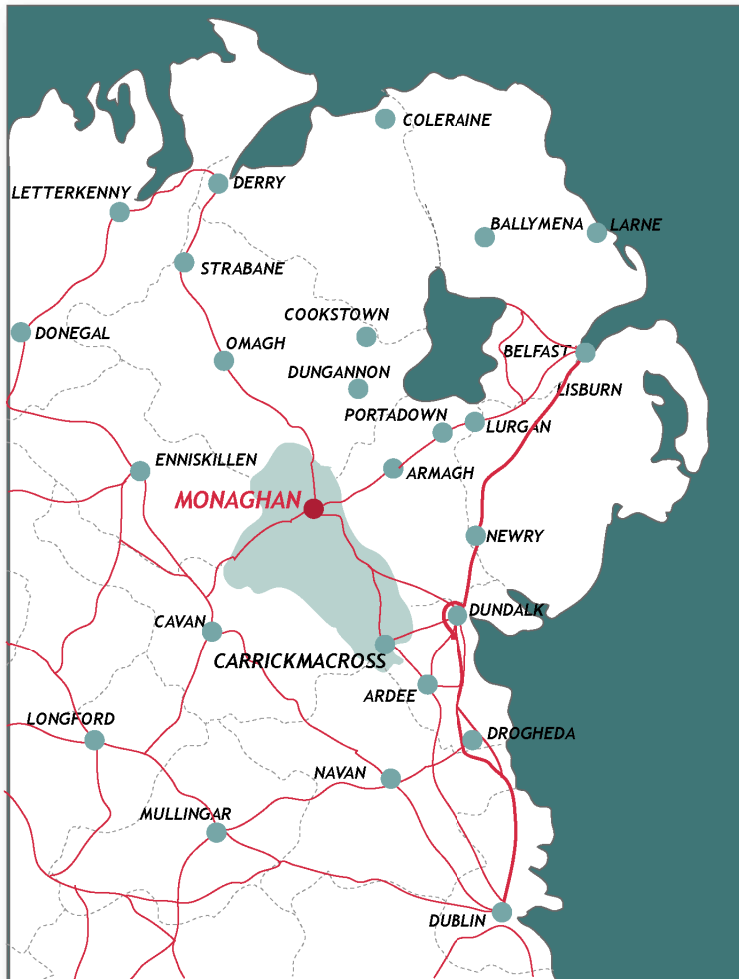 COLERAINE
DERRY
LETTERKENNY
BALLYMENA
LARNE
STRABANE
COOKSTOWN
DONEGAL
OMAGH
BELFAST
DUNGANNON
LISBURN
PORTADOWN
LURGAN
ENNISKILLEN
ARMAGH
MONAGHAN
NEWRY
DUNDALK
CAVAN
CARRICKMACROSS
ARDEE
LONGFORD
DROGHEDA
NAVAN
MULLINGAR
DUBLIN